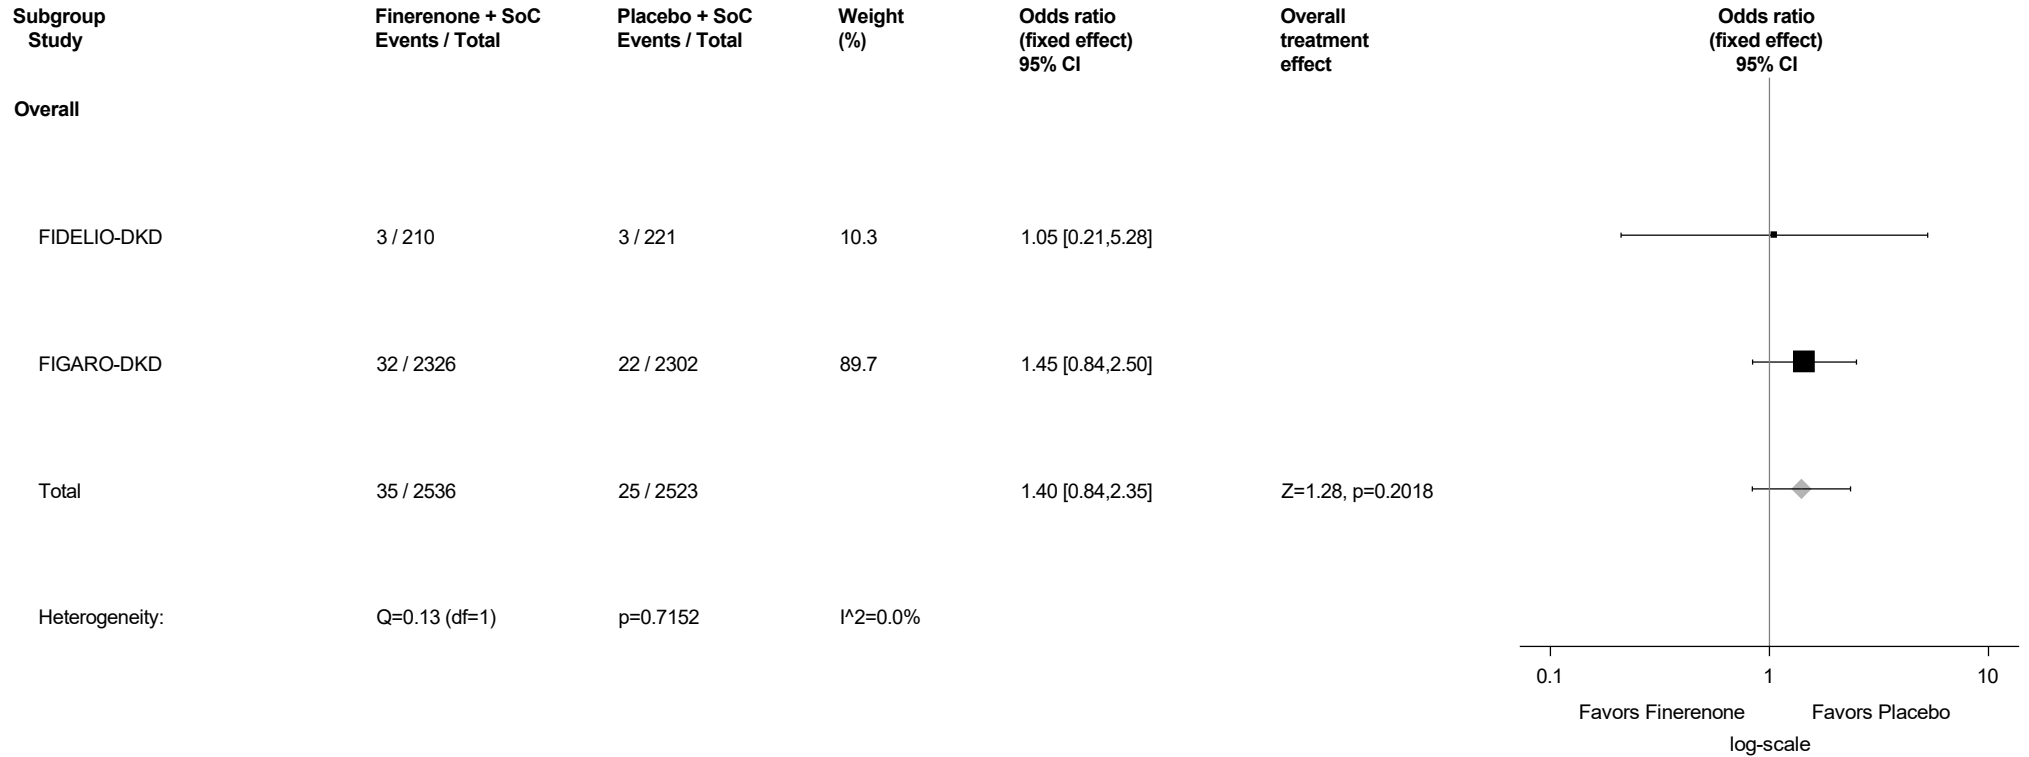 Subgroup Finerenone + SoC Placebo + SoC Weight Odds ratio Overall Odds ratio
Study Events / Total Events / Total (%) (fixed effect) treatment (fixed effect)
95% CI effect 95% CI
Overall
FIDELIO-DKD 3 / 210 3 / 221 10.3 1.05 [0.21,5.28]
FIGARO-DKD 32 / 2326 22 / 2302 89.7 1.45 [0.84,2.50]
Total 35 / 2536 25 / 2523 1.40 [0.84,2.35] Z=1.28, p=0.2018
Heterogeneity: Q=0.13 (df=1) p=0.7152 I^2=0.0%
0.1 1 10
Favors Finerenone Favors Placebo
log-scale